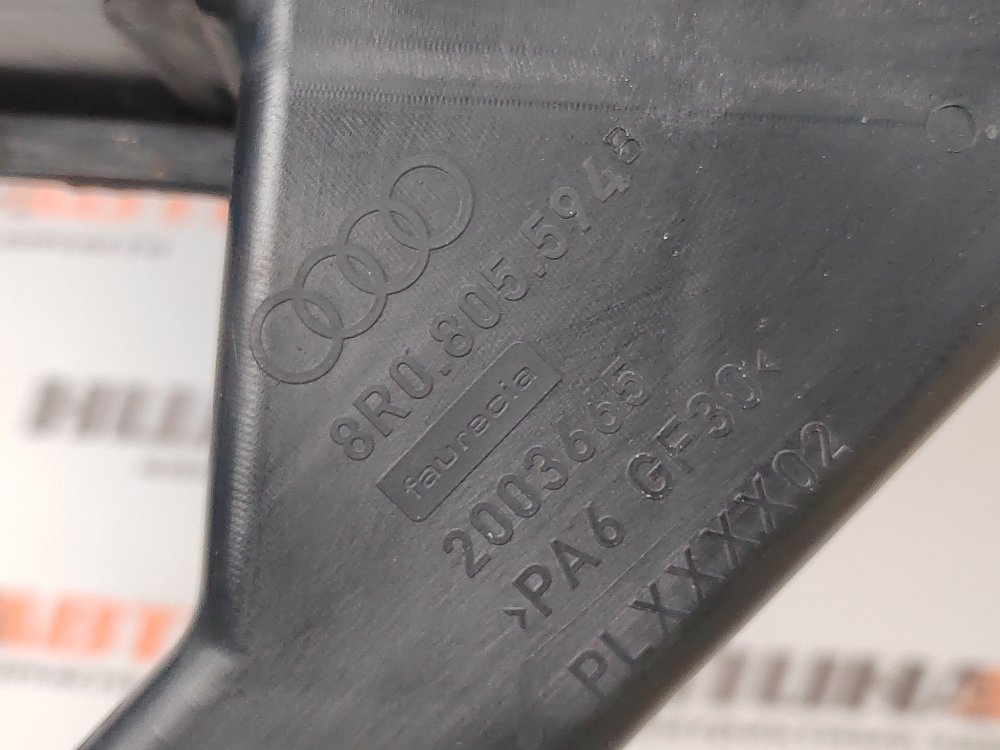 8R0.805.594B
faurecia
2003665
>PA6 GF30<
PLXXXX02